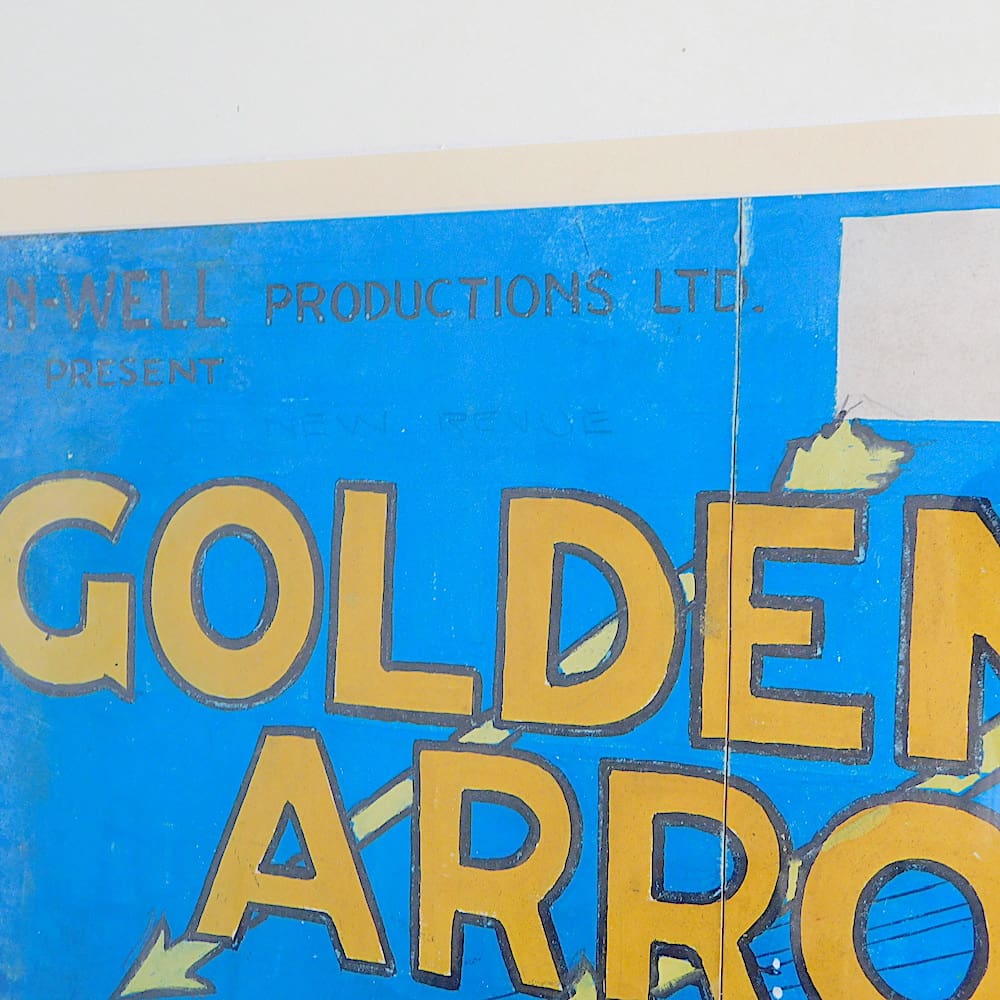 N-WELL PRODUCTIONS LTD.
PRESENT
NEW REVUE
GOLDEN
ARRO